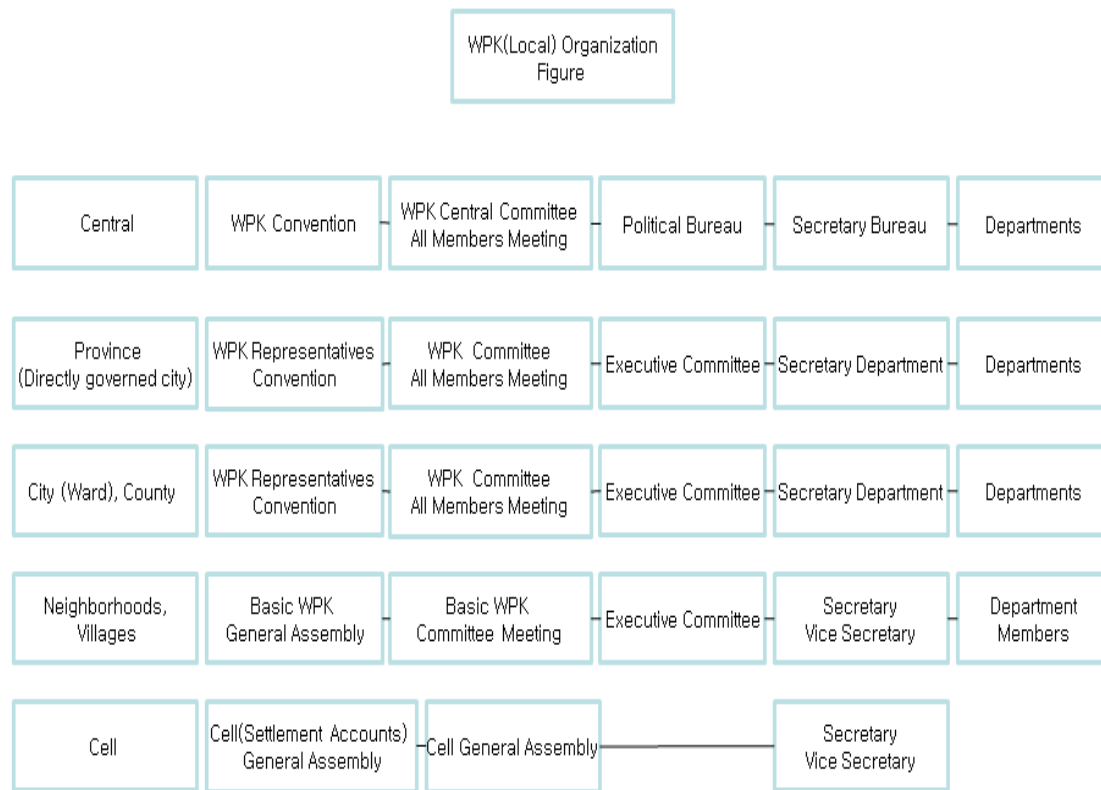 WPK(Local) Organization
Figure
Central
WPK Convention
WPK Central Committee
All Members Meeting
Political Bureau
Secretary Bureau
Departments
Province
(Directly governed city)
WPK Representatives
Convention
WPK Committee
All Members Meeting
Executive Committee
Secretary Department
Departments
City (Ward), County
WPK Representatives
Convention
WPK Committee
All Members Meeting
Executive Committee
Secretary Department
Departments
Neighborhoods,
Villages
Basic WPK
General Assembly
Basic WPK
Committee Meeting
Executive Committee
Secretary
Vice Secretary
Department
Members
Cell
Cell(Settlement Accounts)
General Assembly
Cell General Assembly
Secretary
Vice Secretary